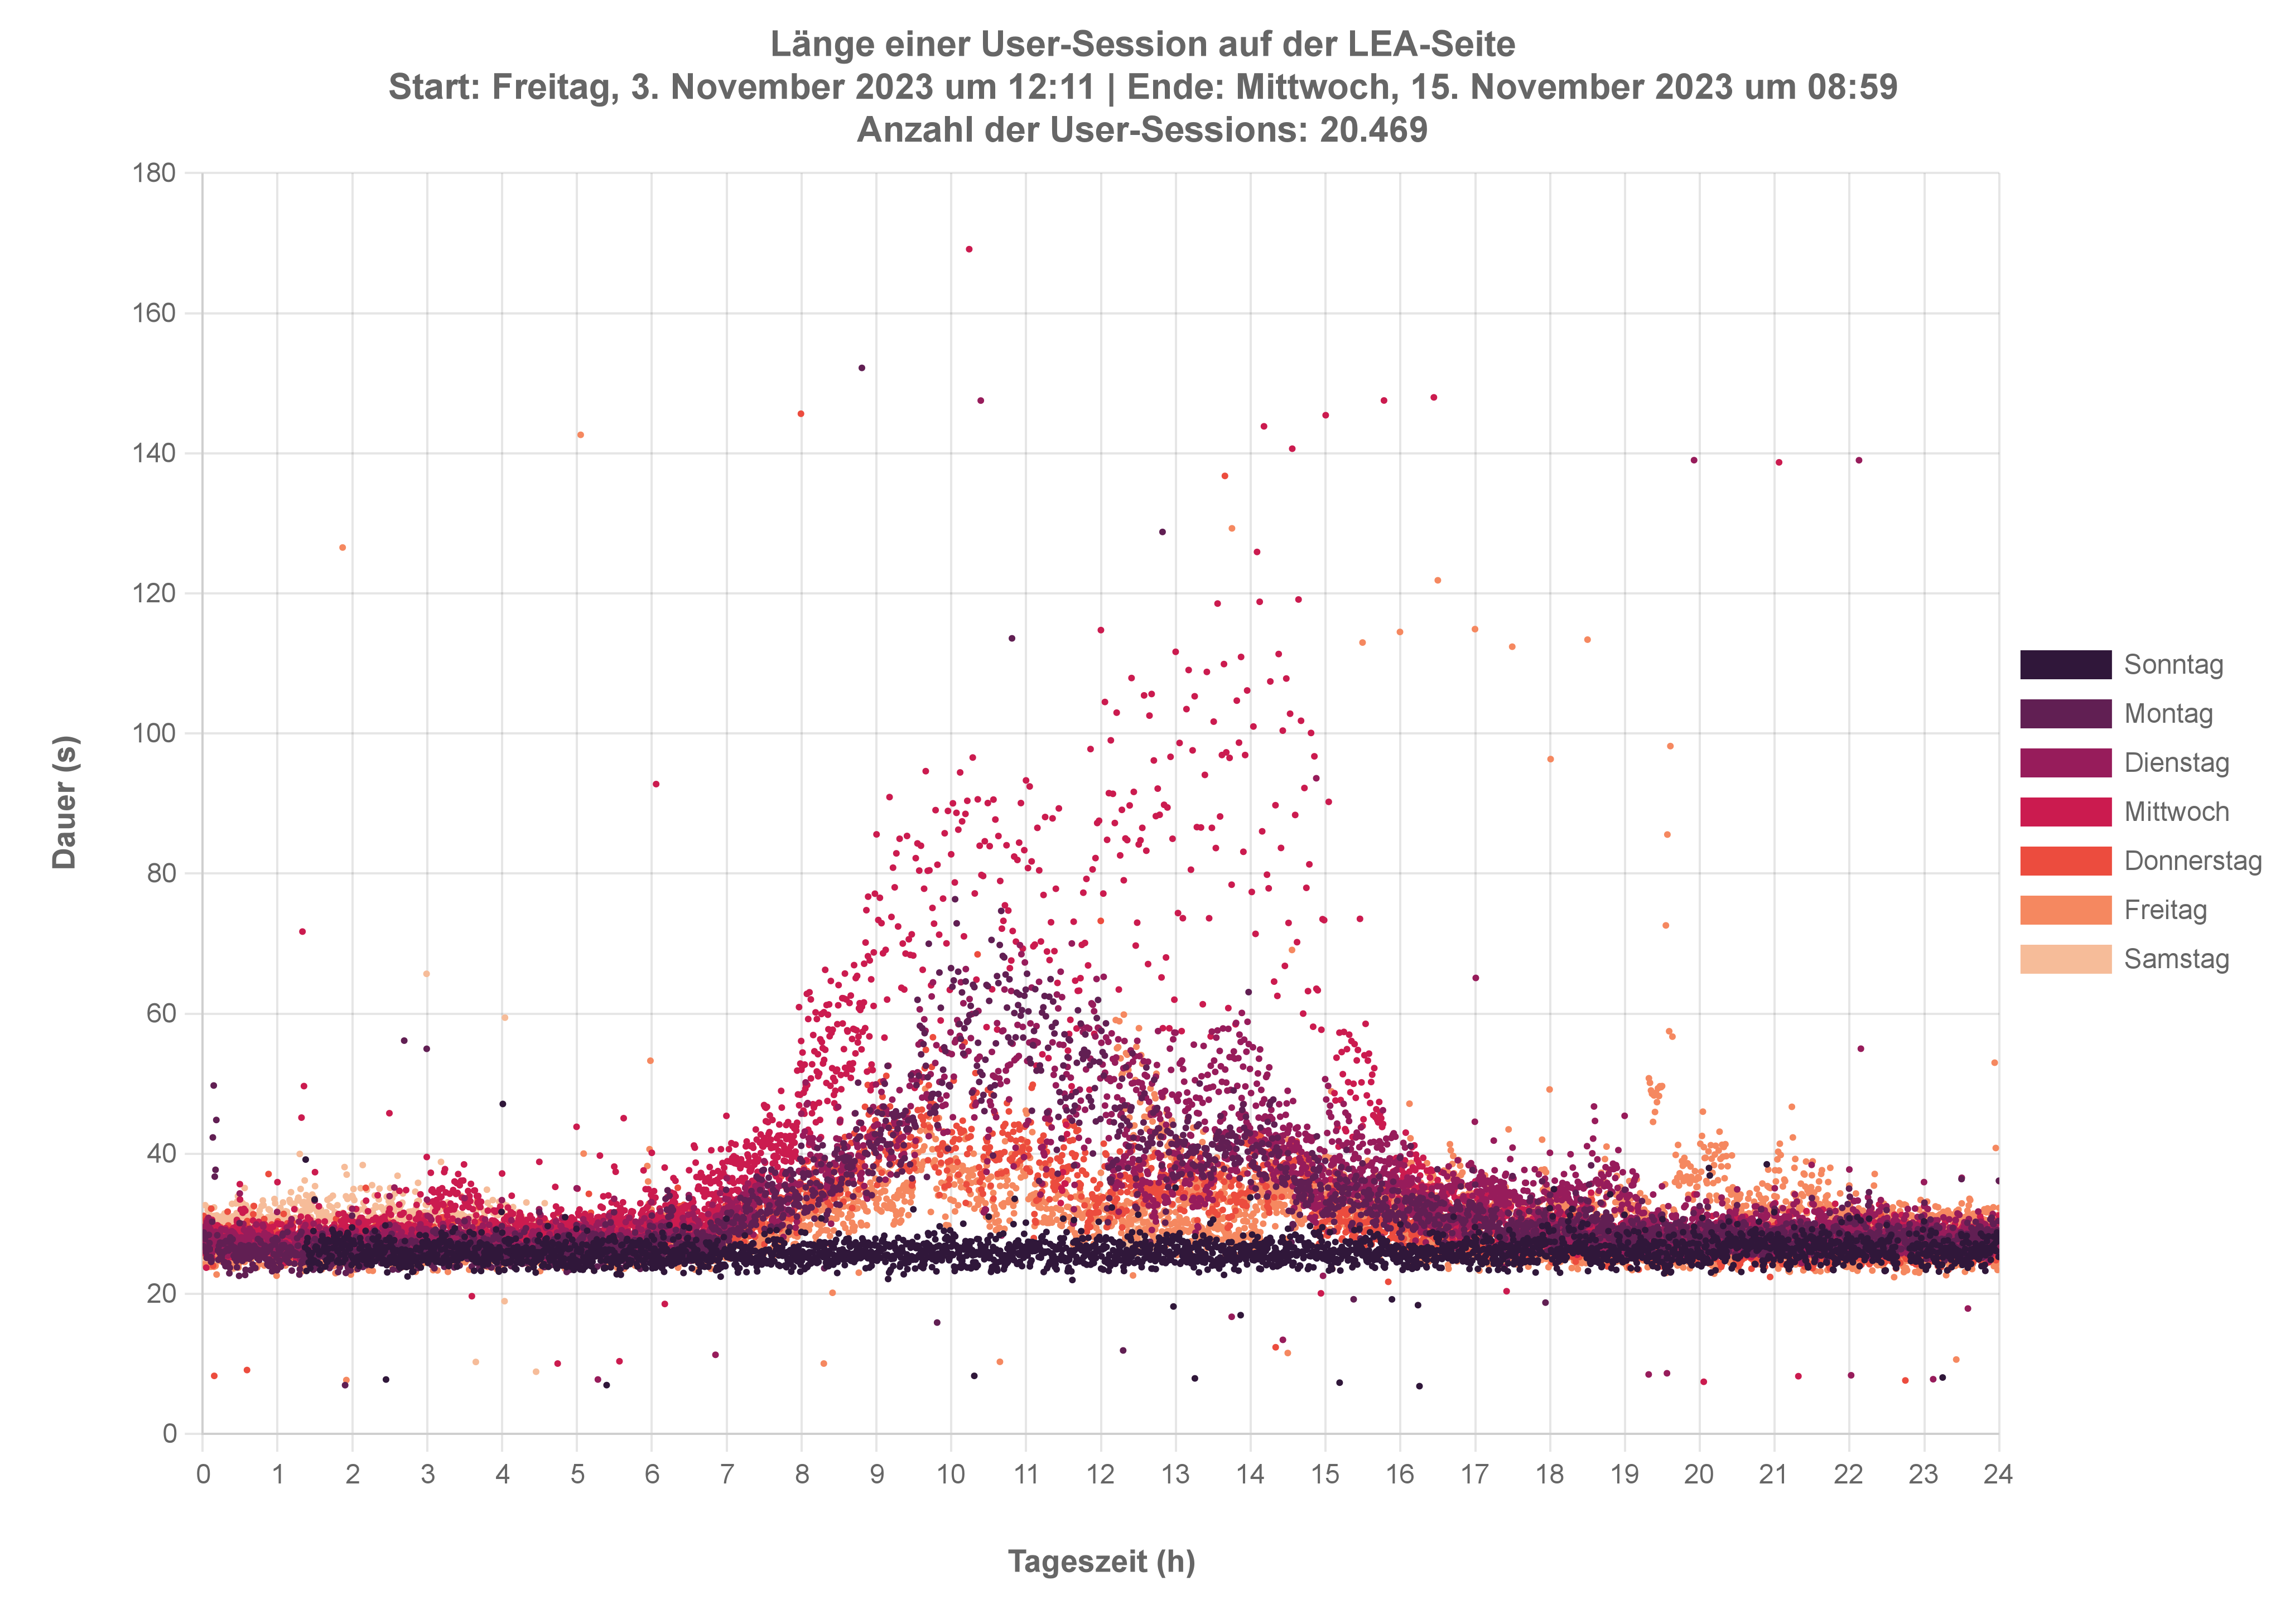 Länge einer User-Session auf der LEA-Seite
Start: Freitag, 3. November 2023 um 12:11 | Ende: Mittwoch, 15. November 2023 um 08:59
Anzahl der User-Sessions: 20.469
180
160
140
120
100
80
60
40
20
0
Dauer (s)
0 1 2 3 4 5 6 7 8 9 10 11 12 13 14 15 16 17 18 19 20 21 22 23 24
Tageszeit (h)
Sonntag
Montag
Dienstag
Mittwoch
Donnerstag
Freitag
Samstag